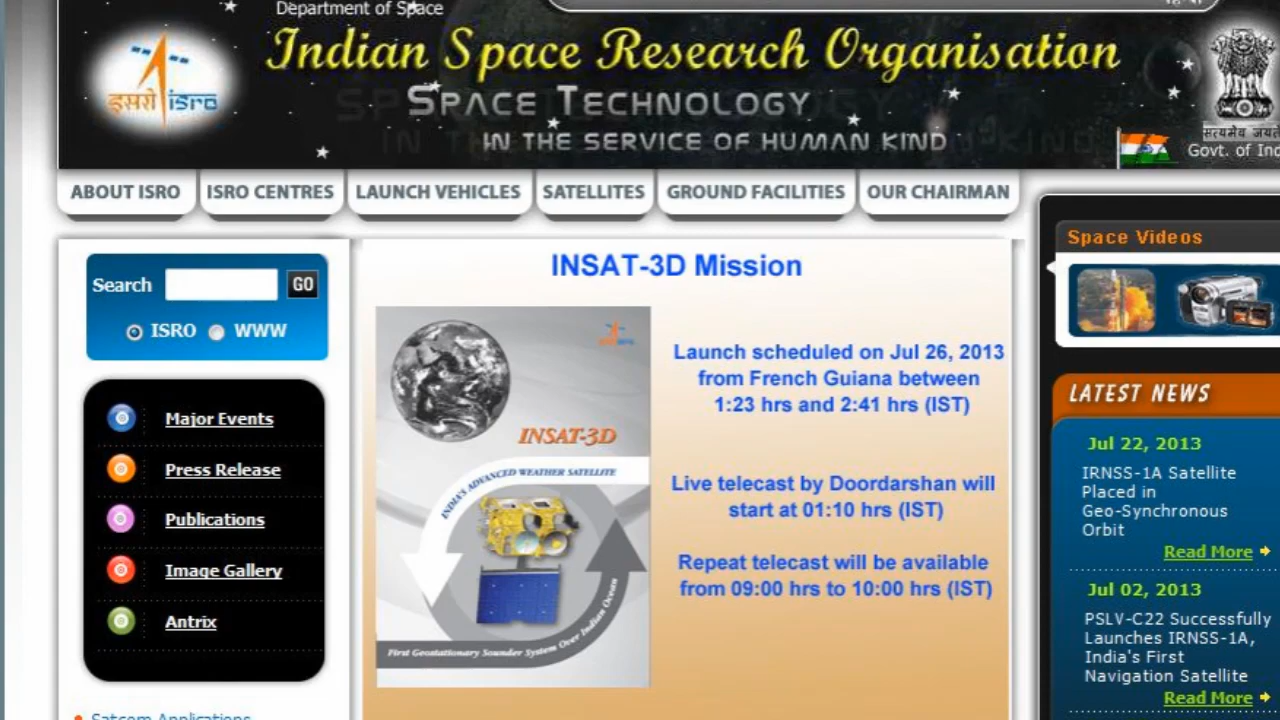 Department of Space
Indian Space Research Organisation
SPACE TECHNOLOGY
IN THE SERVICE OF HUMAN KIND
इसरो isro
सत्यमेव जयते
Govt. of Ind
ABOUT ISRO
ISRO CENTRES
LAUNCH VEHICLES
SATELLITES
GROUND FACILITIES
OUR CHAIRMAN
Search
GO
ISRO
WWW
Major Events
Press Release
Publications
Image Gallery
Antrix
Satcom Applications
INSAT-3D Mission
INSAT-3D
INDIA'S ADVANCED WEATHER SATELLITE
First Geostationary Sounder System Over Indian Ocean
Launch scheduled on Jul 26, 2013
from French Guiana between
1:23 hrs and 2:41 hrs (IST)
Live telecast by Doordarshan will
start at 01:10 hrs (IST)
Repeat telecast will be available
from 09:00 hrs to 10:00 hrs (IST)
Space Videos
LATEST NEWS
Jul 22, 2013
IRNSS-1A Satellite
Placed in
Geo-Synchronous
Orbit
Read More
Jul 02, 2013
PSLV-C22 Successfully
Launches IRNSS-1A,
India's First
Navigation Satellite
Read More